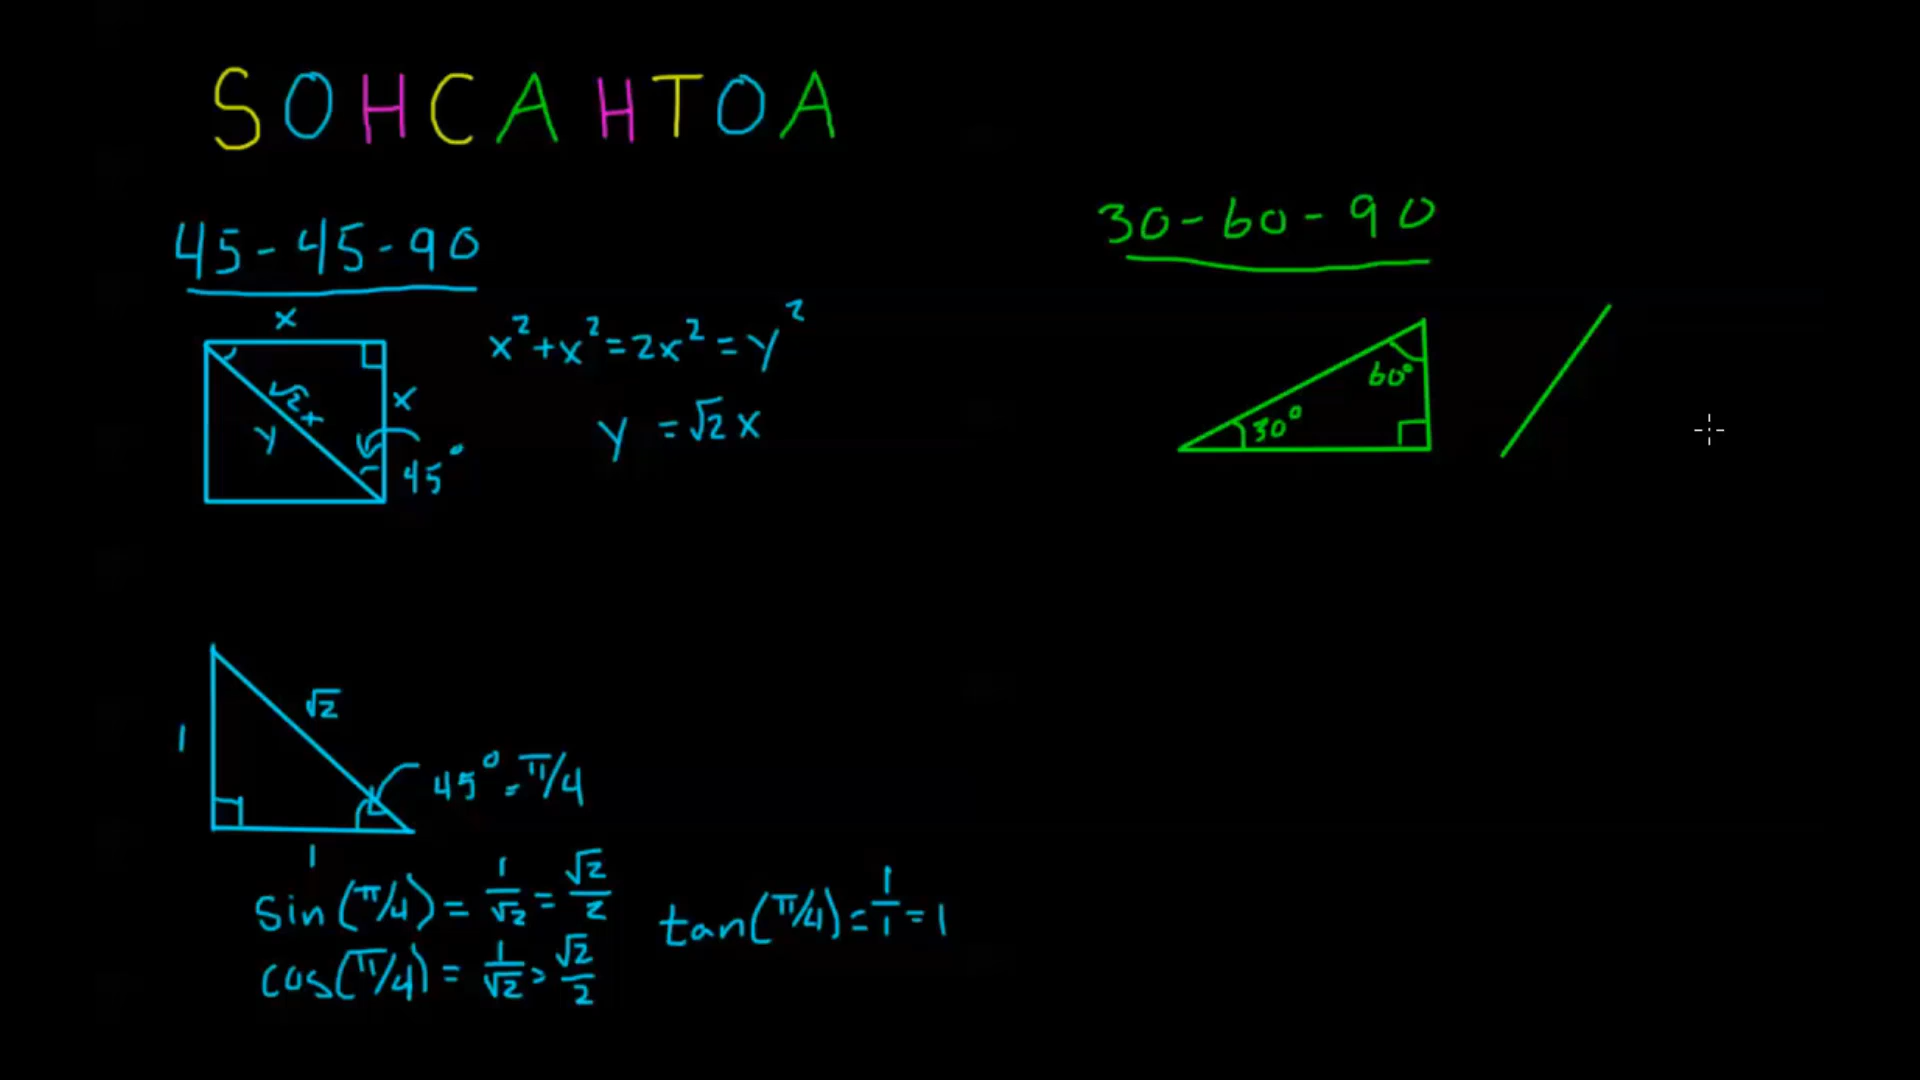 SOHCAHTOA
45-45-90
x
x² + x² = 2x² = y²
x
√2 x
y
y = √2 x
45°
30-60-90
60°
30°
√2
1
45° = π/4
1
sin(π/4) = 1/√2 = √2/2
cos(π/4) = 1/√2 = √2/2
tan(π/4) = 1/1 = 1